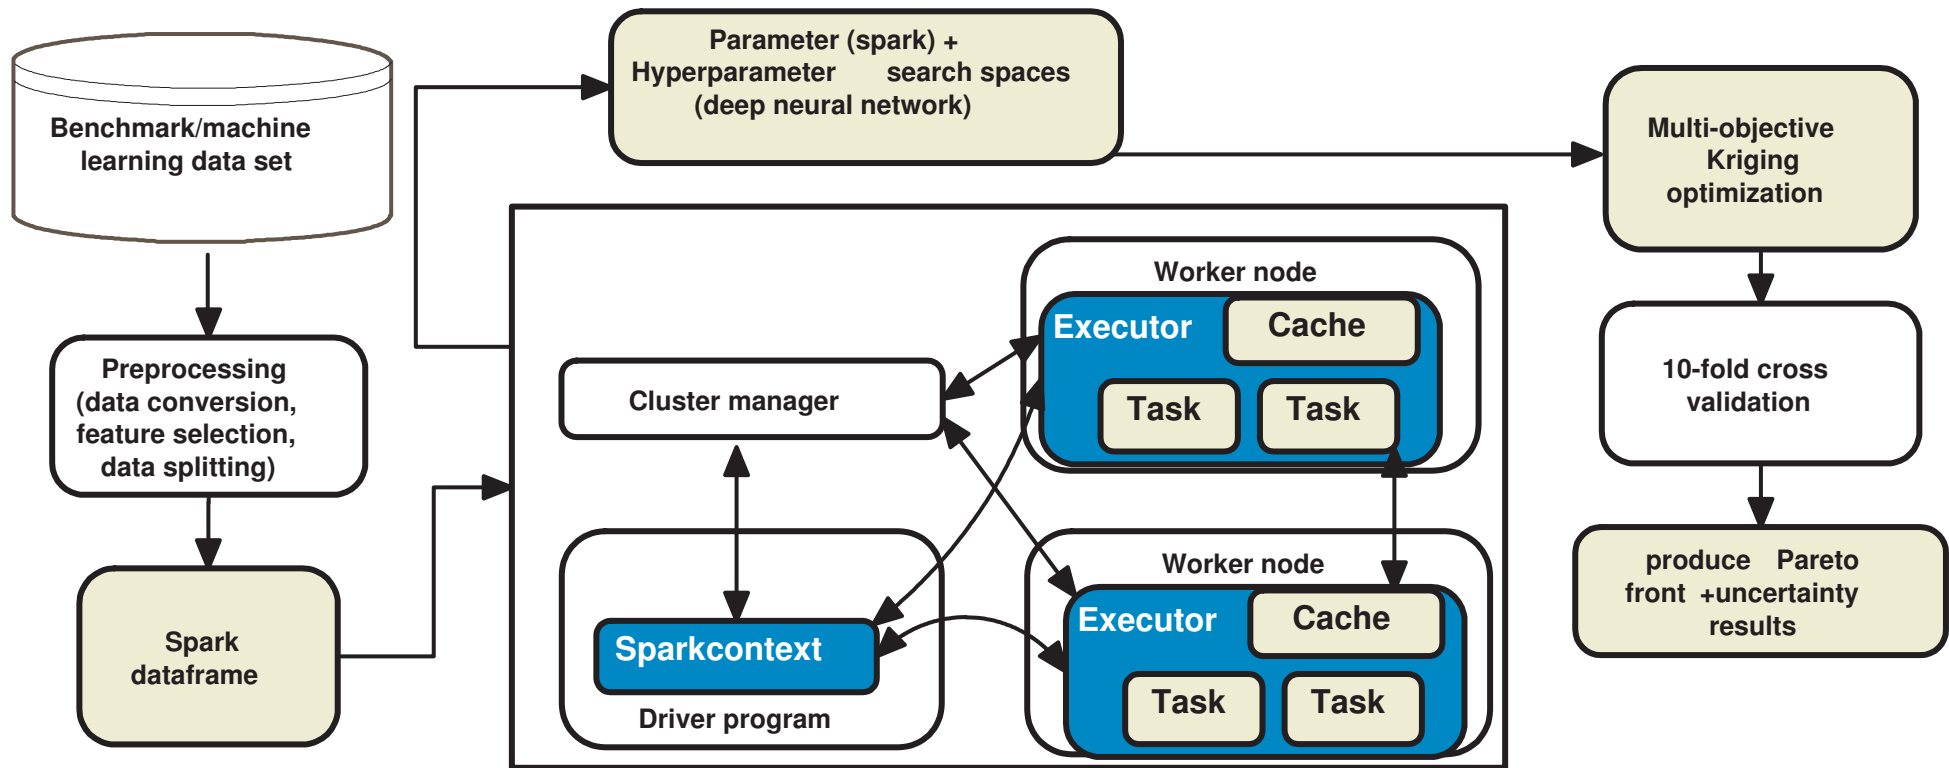 Benchmark/machine
learning data set
Preprocessing
(data conversion,
feature selection,
data splitting)
Spark
dataframe
Parameter (spark) +
Hyperparameter search spaces
(deep neural network)
Cluster manager
Sparkcontext
Driver program
Worker node
Executor
Cache
Task
Task
Worker node
Executor
Cache
Task
Task
Multi-objective
Kriging
optimization
10-fold cross
validation
produce Pareto
front +uncertainty
results